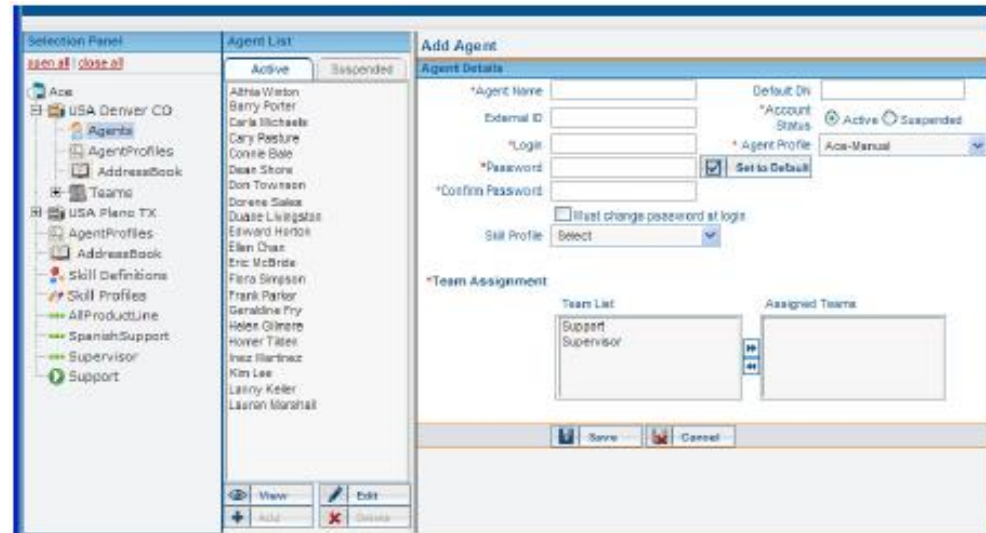 Selection Panel
open all | close all
Ace
USA Denver CO
Agents
AgentProfiles
AddressBook
Teams
USA Plano TX
AgentProfiles
AddressBook
Skill Definitions
Skill Profiles
AllProductLine
SpanishSupport
Supervisor
Support
Agent List
Active Suspended
Barry Porter
Carla Michaels
Cary Pasture
Connie Bale
Dean Shore
Don Townson
Dorene Sales
Duane Livingston
Edward Horton
Ellen Chan
Eric McBride
Flora Simpson
Frank Parker
Geraldine Fry
Helen Gilmore
Homer Tilden
Inez Martinez
Kim Lee
Lanny Keller
Lauren Marshall
View Edit
Add Delete
Add Agent
Agent Details
*Agent Name Default DN
External ID *Account Status Active Suspended
*Login * Agent Profile Ace-Manual
*Password Set to Default
*Confirm Password
Must change password at login
Skill Profile Select
*Team Assignment
Team List Assigned Teams
Support
Supervisor
Save Cancel